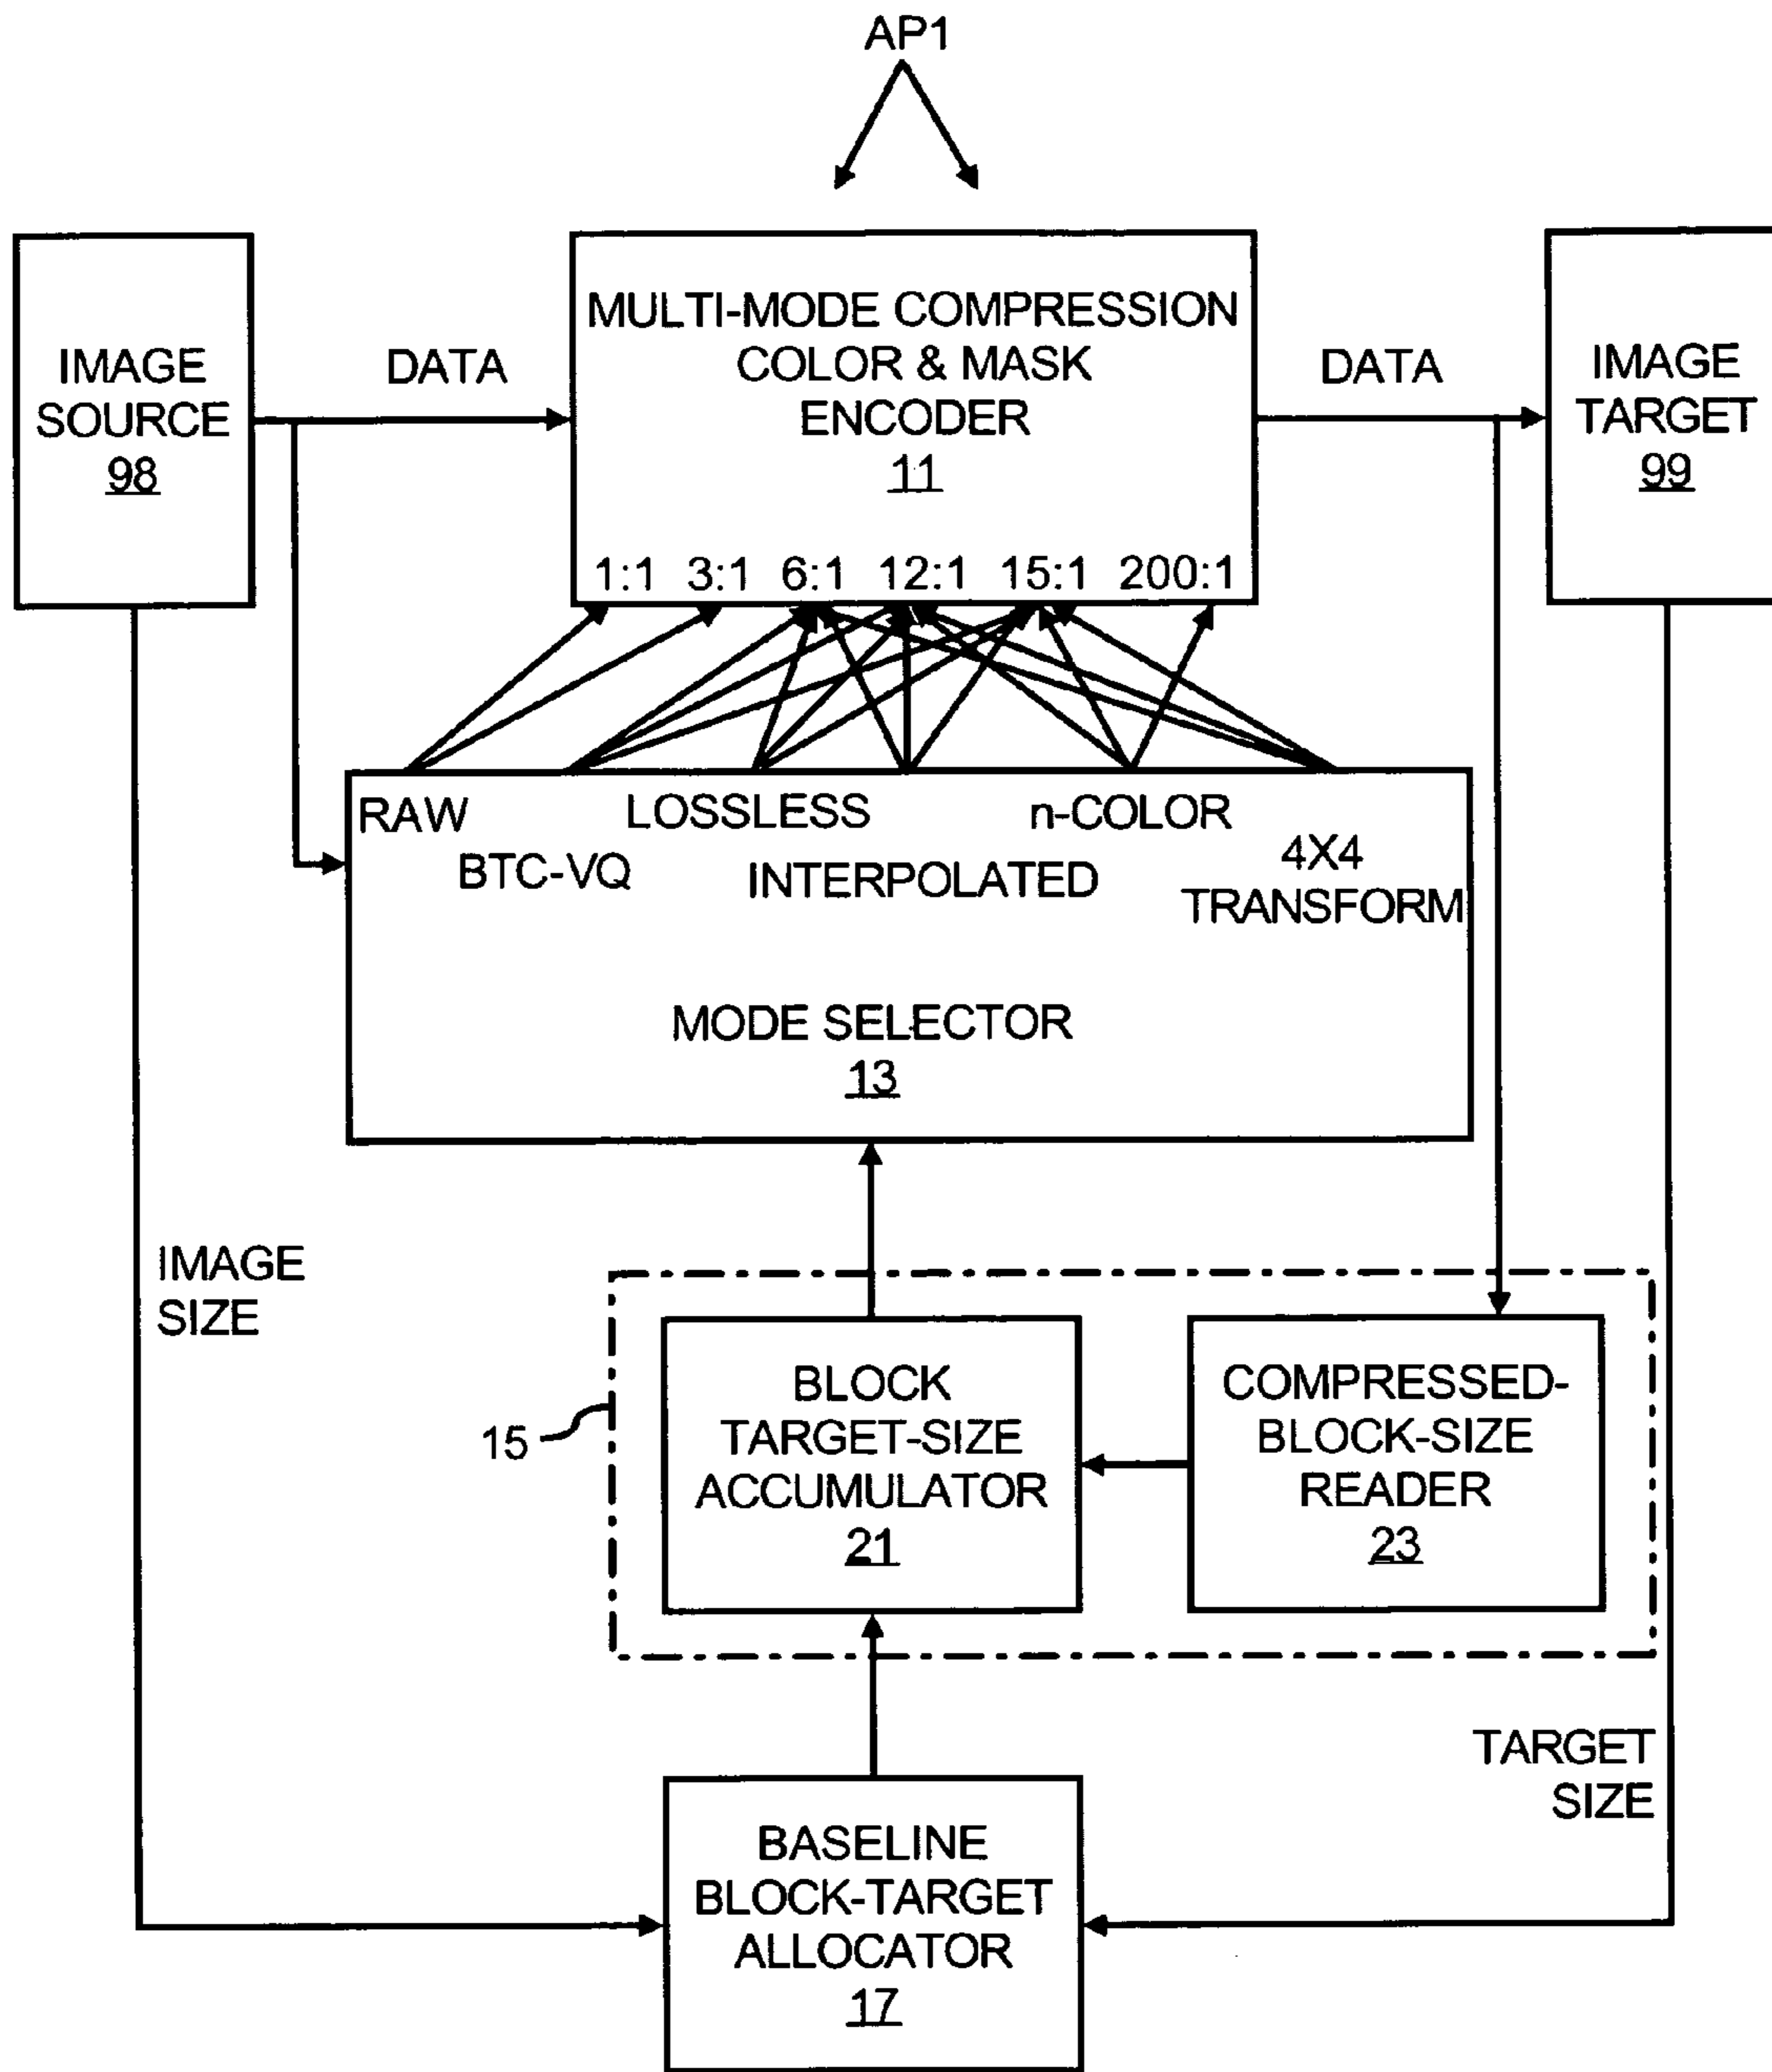 AP1
IMAGE
SOURCE
98
DATA
MULTI-MODE COMPRESSION
COLOR & MASK
ENCODER
11
1:1 3:1 6:1 12:1 15:1 200:1
DATA
IMAGE
TARGET
99
RAW
LOSSLESS
n-COLOR
BTC-VQ
INTERPOLATED
4X4
TRANSFORM
MODE SELECTOR
13
IMAGE
SIZE
15
BLOCK
TARGET-SIZE
ACCUMULATOR
21
COMPRESSED-
BLOCK-SIZE
READER
23
TARGET
SIZE
BASELINE
BLOCK-TARGET
ALLOCATOR
17